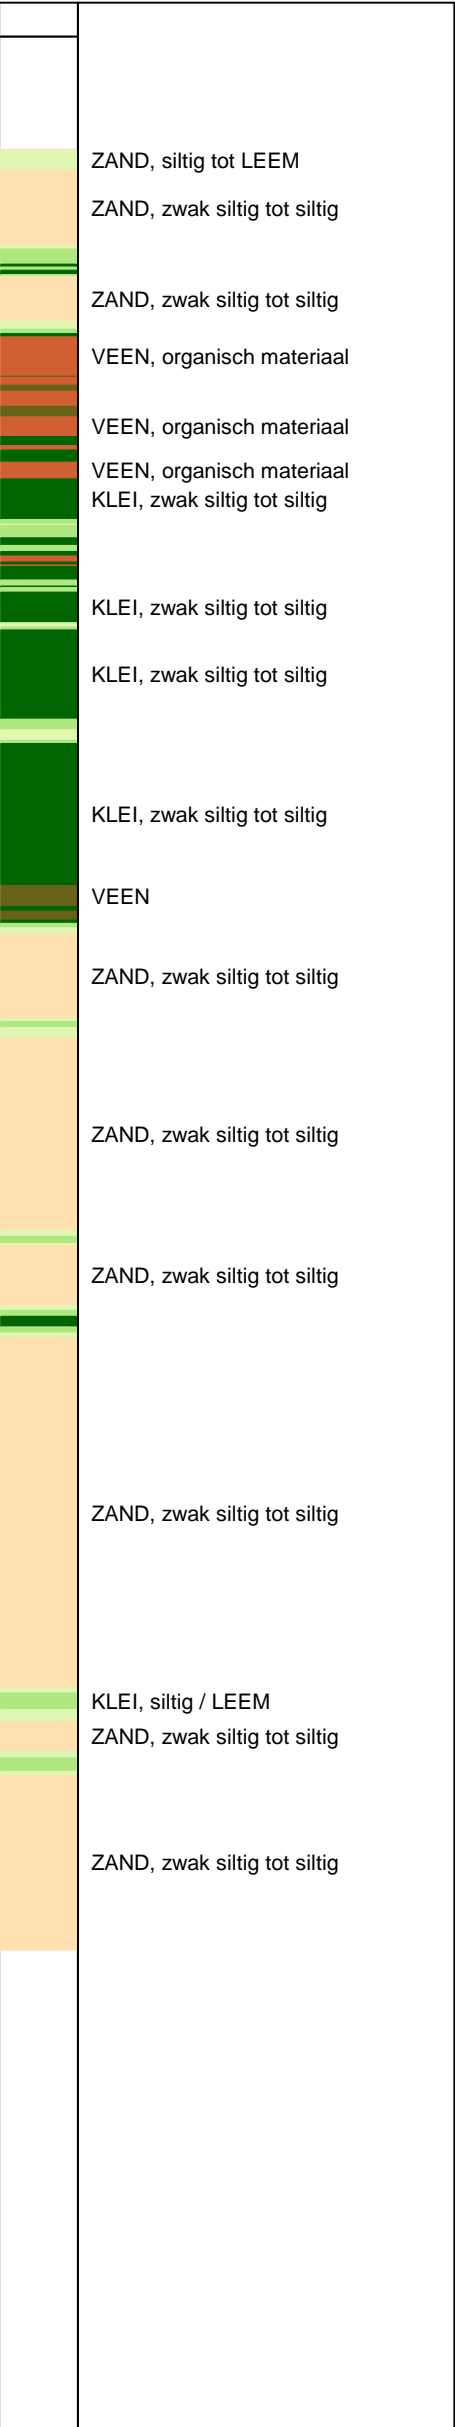 ZAND, siltig tot LEEM
ZAND, zwak siltig tot siltig
ZAND, zwak siltig tot siltig
VEEN, organisch materiaal
VEEN, organisch materiaal
VEEN, organisch materiaal
KLEI, zwak siltig tot siltig
KLEI, zwak siltig tot siltig
KLEI, zwak siltig tot siltig
KLEI, zwak siltig tot siltig
VEEN
ZAND, zwak siltig tot siltig
ZAND, zwak siltig tot siltig
ZAND, zwak siltig tot siltig
ZAND, zwak siltig tot siltig
KLEI, siltig / LEEM
ZAND, zwak siltig tot siltig
ZAND, zwak siltig tot siltig